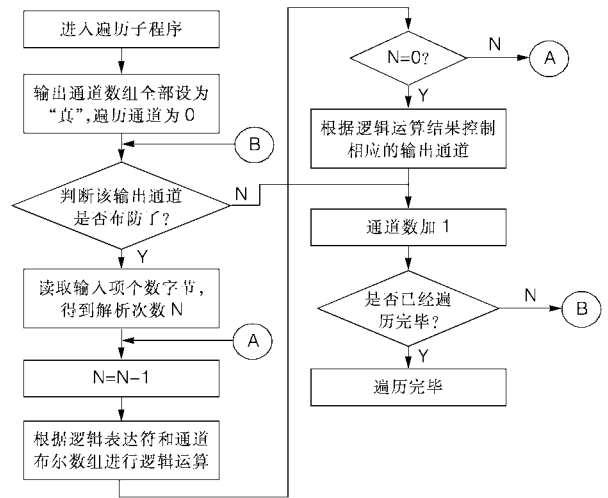 进入遍历子程序
输出通道数组全部设为
“真”,遍历通道为0
B
判断该输出通道
是否布防了?
N
Y
读取输入项个数字节,
得到解析次数N
A
N=N-1
根据逻辑表达符和通道
布尔数组进行逻辑运算
N=0?
N
A
Y
根据逻辑运算结果控制
相应的输出通道
通道数加1
是否已经遍
历完毕?
N
B
Y
遍历完毕